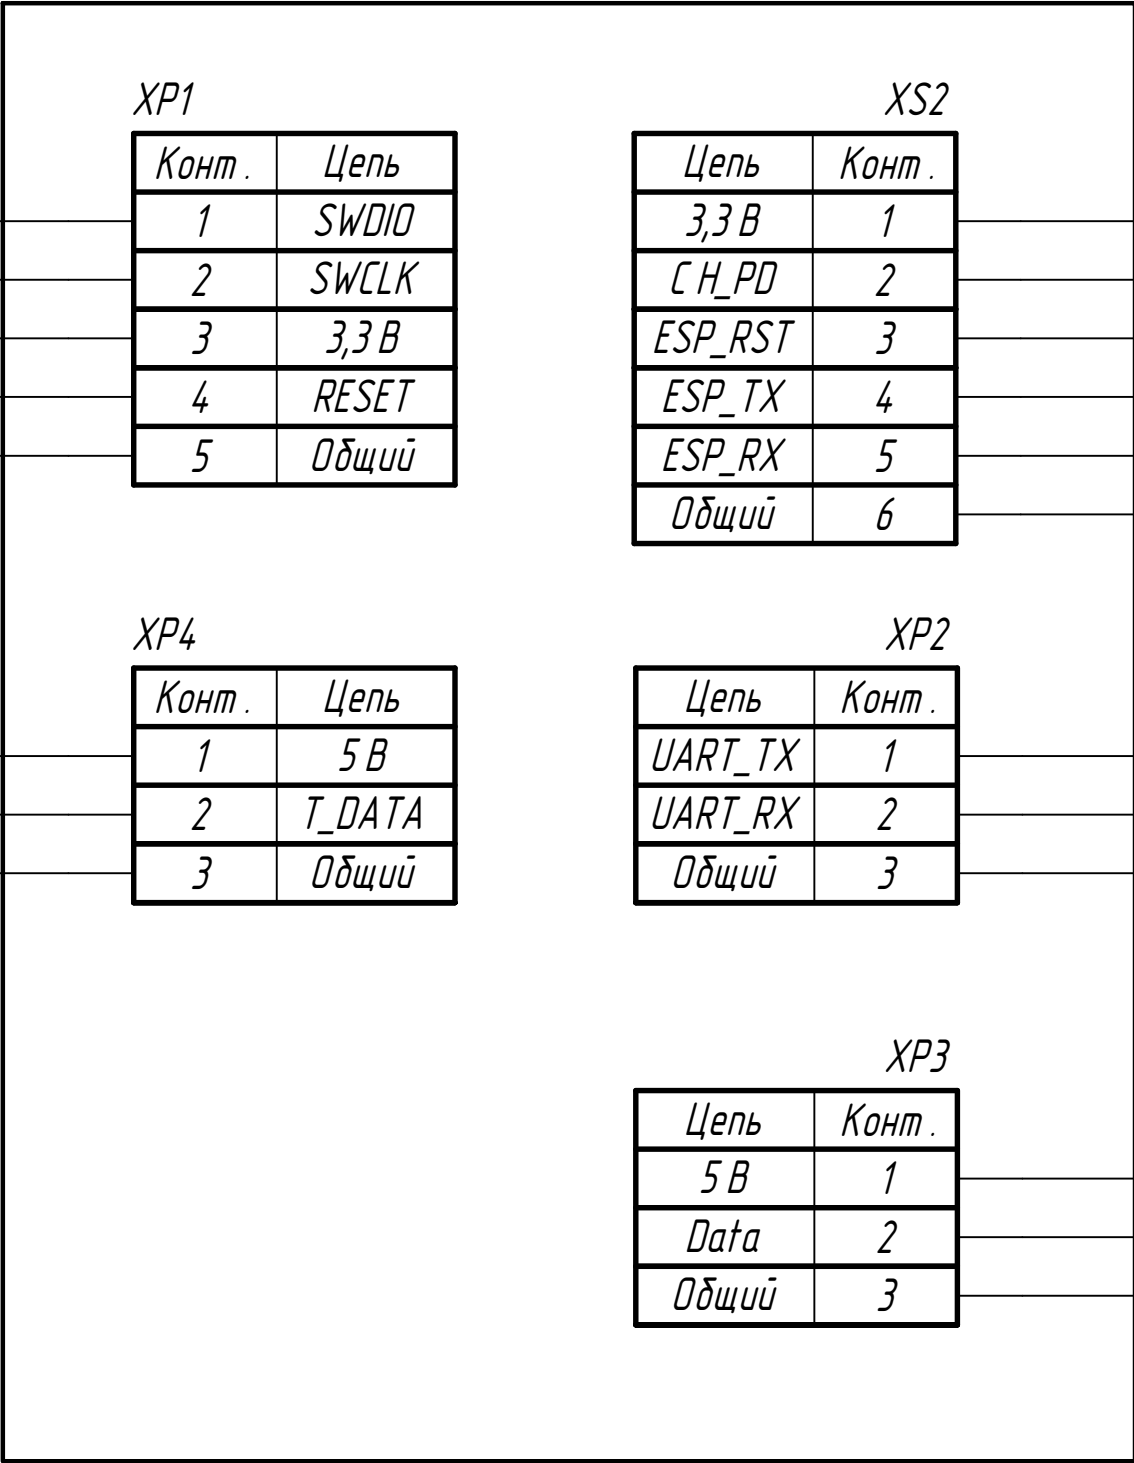 XP1
Конт. Цепь
1 SWDIO
2 SWCLK
3 3,3 В
4 RESET
5 Общий
XS2
Цепь Конт.
3,3 В 1
CH_PD 2
ESP_RST 3
ESP_TX 4
ESP_RX 5
Общий 6
XP4
Конт. Цепь
1 5 В
2 T_DATA
3 Общий
XP2
Цепь Конт.
UART_TX 1
UART_RX 2
Общий 3
XP3
Цепь Конт.
5 В 1
Data 2
Общий 3